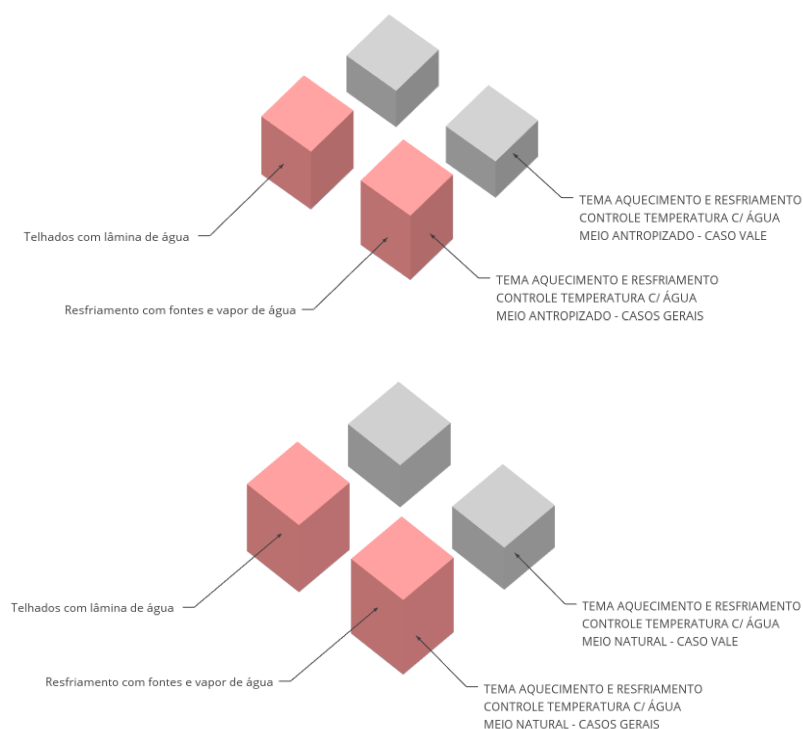 TEMA AQUECIMENTO E RESFRIAMENTO
CONTROLE TEMPERATURA C/ ÁGUA
MEIO ANTROPIZADO - CASO VALE
Telhados com lâmina de água
TEMA AQUECIMENTO E RESFRIAMENTO
CONTROLE TEMPERATURA C/ ÁGUA
MEIO ANTROPIZADO - CASOS GERAIS
Resfriamento com fontes e vapor de água
TEMA AQUECIMENTO E RESFRIAMENTO
CONTROLE TEMPERATURA C/ ÁGUA
MEIO NATURAL - CASO VALE
Telhados com lâmina de água
Resfriamento com fontes e vapor de água
TEMA AQUECIMENTO E RESFRIAMENTO
CONTROLE TEMPERATURA C/ ÁGUA
MEIO NATURAL - CASOS GERAIS